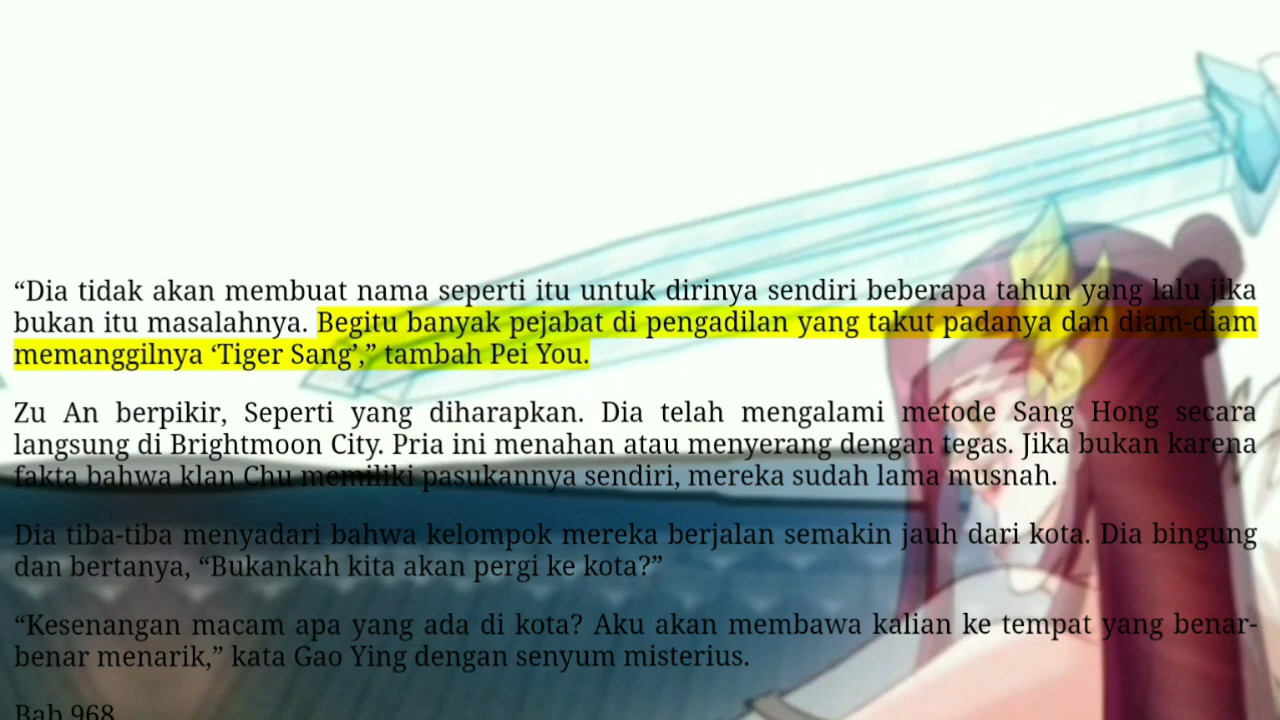 “Dia tidak akan membuat nama seperti itu untuk dirinya sendiri beberapa tahun yang lalu jika
bukan itu masalahnya. Begitu banyak pejabat di pengadilan yang takut padanya dan diam-diam
memanggilnya ‘Tiger Sang’,” tambah Pei You.
Zu An berpikir, Seperti yang diharapkan. Dia telah mengalami metode Sang Hong secara
langsung di Brightmoon City. Pria ini menahan atau menyerang dengan tegas. Jika bukan karena
fakta bahwa klan Chu memiliki pasukannya sendiri, mereka sudah lama musnah.
Dia tiba-tiba menyadari bahwa kelompok mereka berjalan semakin jauh dari kota. Dia bingung
dan bertanya, “Bukankah kita akan pergi ke kota?”
“Kesenangan macam apa yang ada di kota? Aku akan membawa kalian ke tempat yang benar-
benar menarik,” kata Gao Ying dengan senyum misterius.
Bab 968